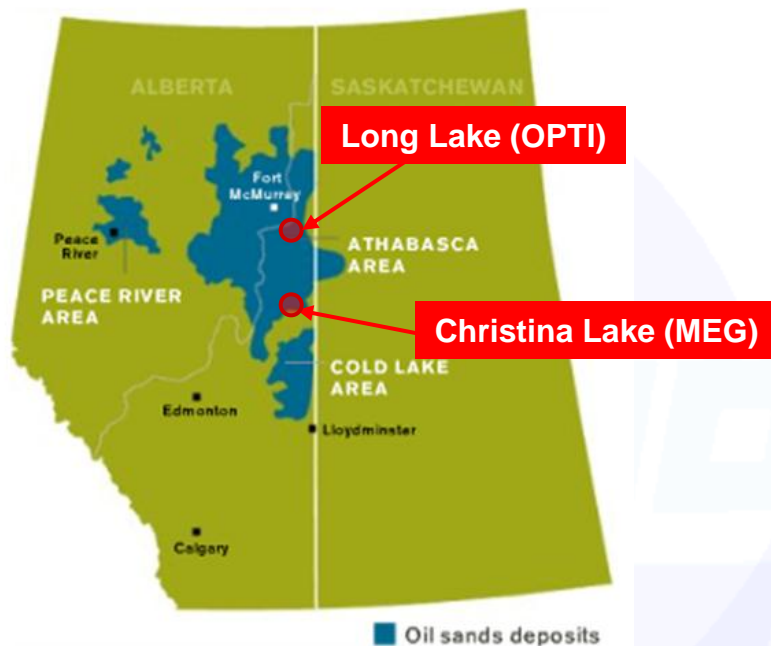 ALBERTA
SASKATCHEWAN
Long Lake (OPTI)
Fort
McMurray
Peace
River
ATHABASCA
AREA
PEACE RIVER
AREA
Christina Lake (MEG)
COLD LAKE
AREA
Edmonton
Lloydminster
Calgary
Oil sands deposits